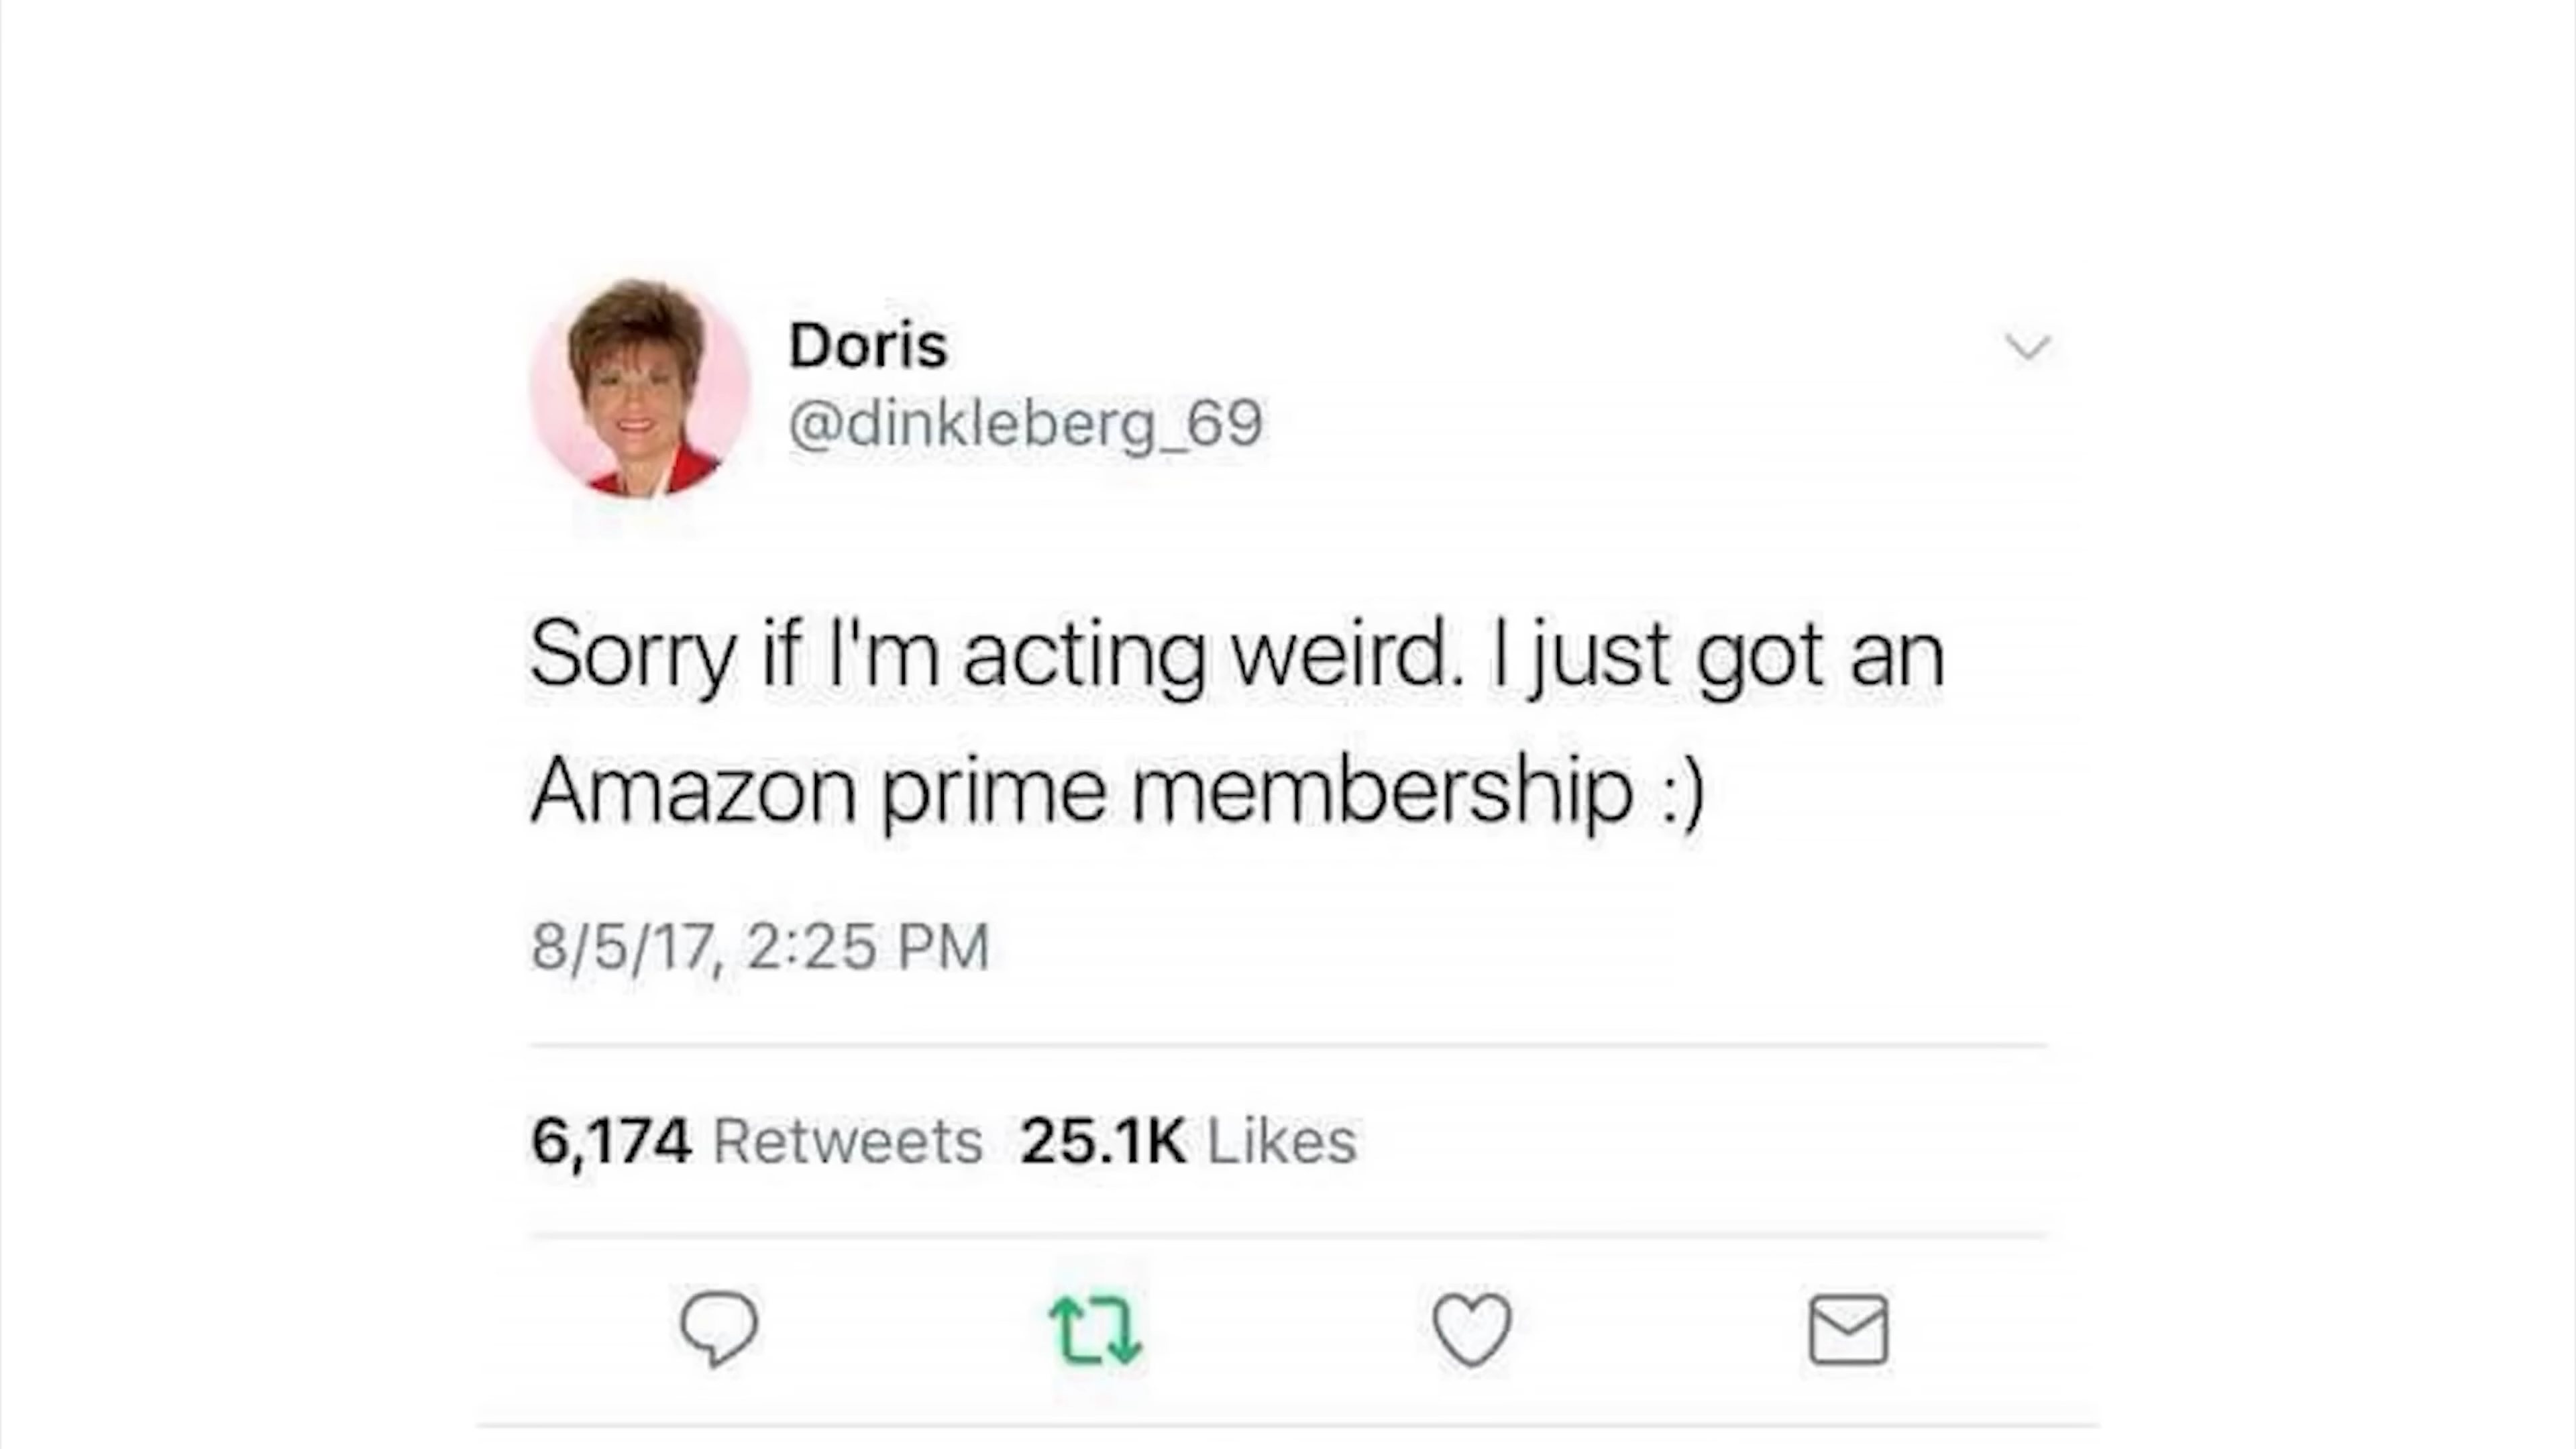 Doris
@dinkleberg_69
Sorry if I'm acting weird. I just got an
Amazon prime membership :)
8/5/17, 2:25 PM
6,174 Retweets 25.1K Likes